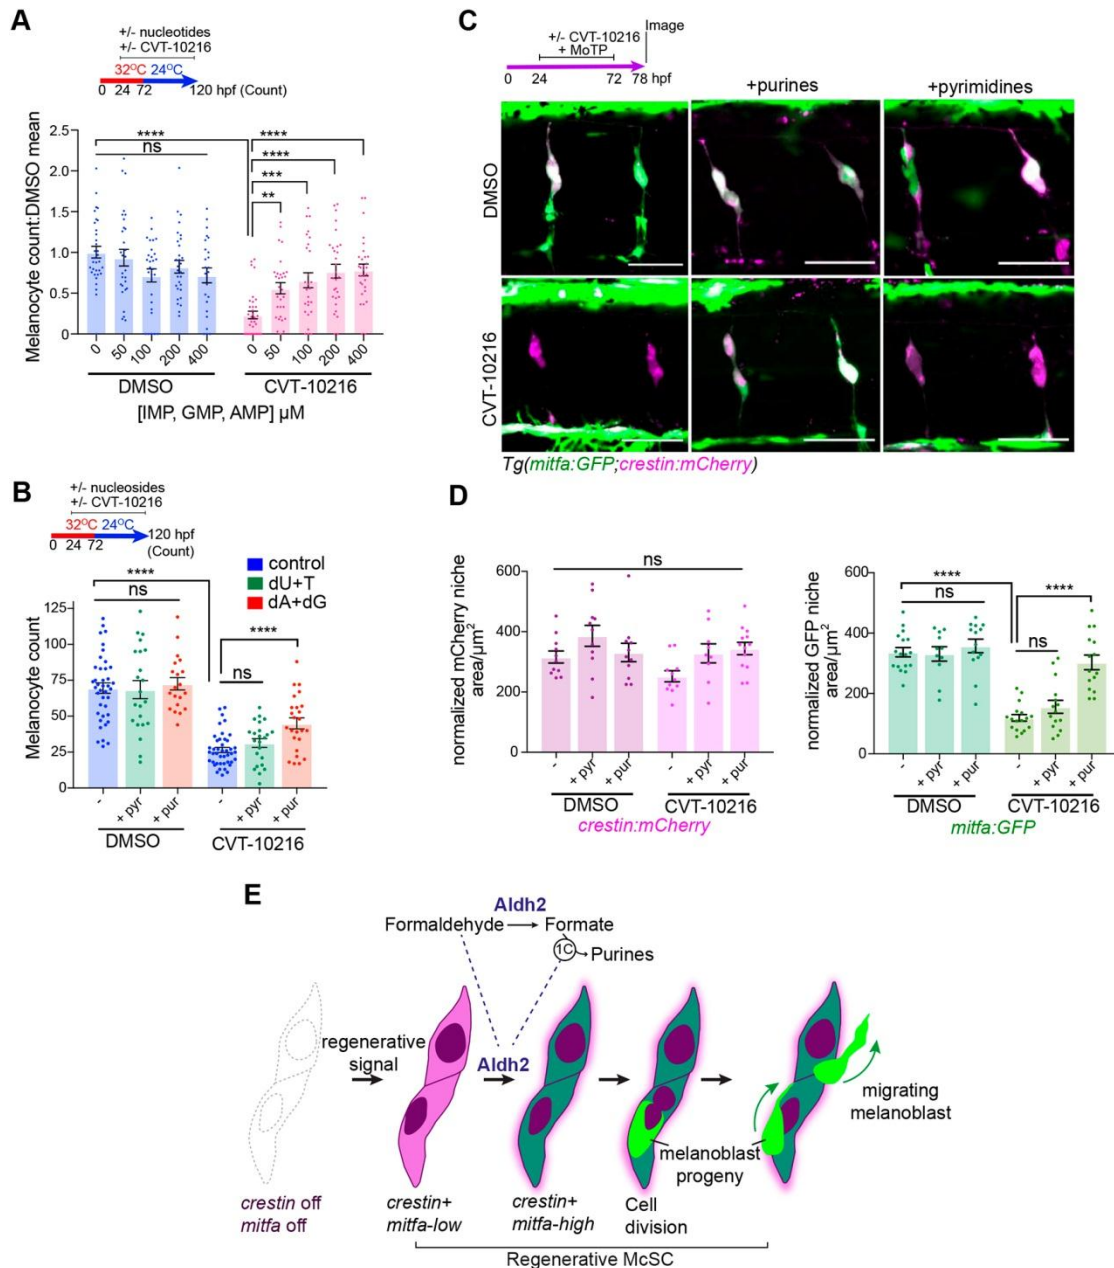 A
+/- nucleotides
+/- CVT-10216
32ᴼC 24ᴼC
0 24 72 120 hpf (Count)
Melanocyte count:DMSO mean
2.5
2.0
1.5
1.0
0.5
0
****
ns
****
****
***
**
0 50 100 200 400 0 50 100 200 400
DMSO CVT-10216
[IMP, GMP, AMP] µM
B
+/- nucleosides
+/- CVT-10216
32ᴼC 24ᴼC
0 24 72 120 hpf
(Count)
control
dU+T
dA+dG
Melanocyte count
125
100
75
50
25
0
****
ns
****
ns
- + pyr + pur - + pyr + pur
DMSO CVT-10216
C
Image
+/- CVT-10216
+ MoTP
0 24 72 78 hpf
+purines +pyrimidines
DMSO
CVT-10216
Tg(mitfa:GFP;crestin:mCherry)
D
normalized mCherry niche
area/µm²
600
400
200
0
ns
- + pyr + pur - + pyr + pur
DMSO CVT-10216
crestin:mCherry
normalized GFP niche
area/µm²
600
400
200
0
****
ns
****
ns
- + pyr + pur - + pyr + pur
DMSO CVT-10216
mitfa:GFP
E
Aldh2
Formaldehyde Formate
1C Purines
regenerative
signal
Aldh2
migrating
melanoblast
melanoblast
progeny
crestin off
mitfa off
crestin+
mitfa-low
crestin+
mitfa-high
Cell
division
Regenerative McSC